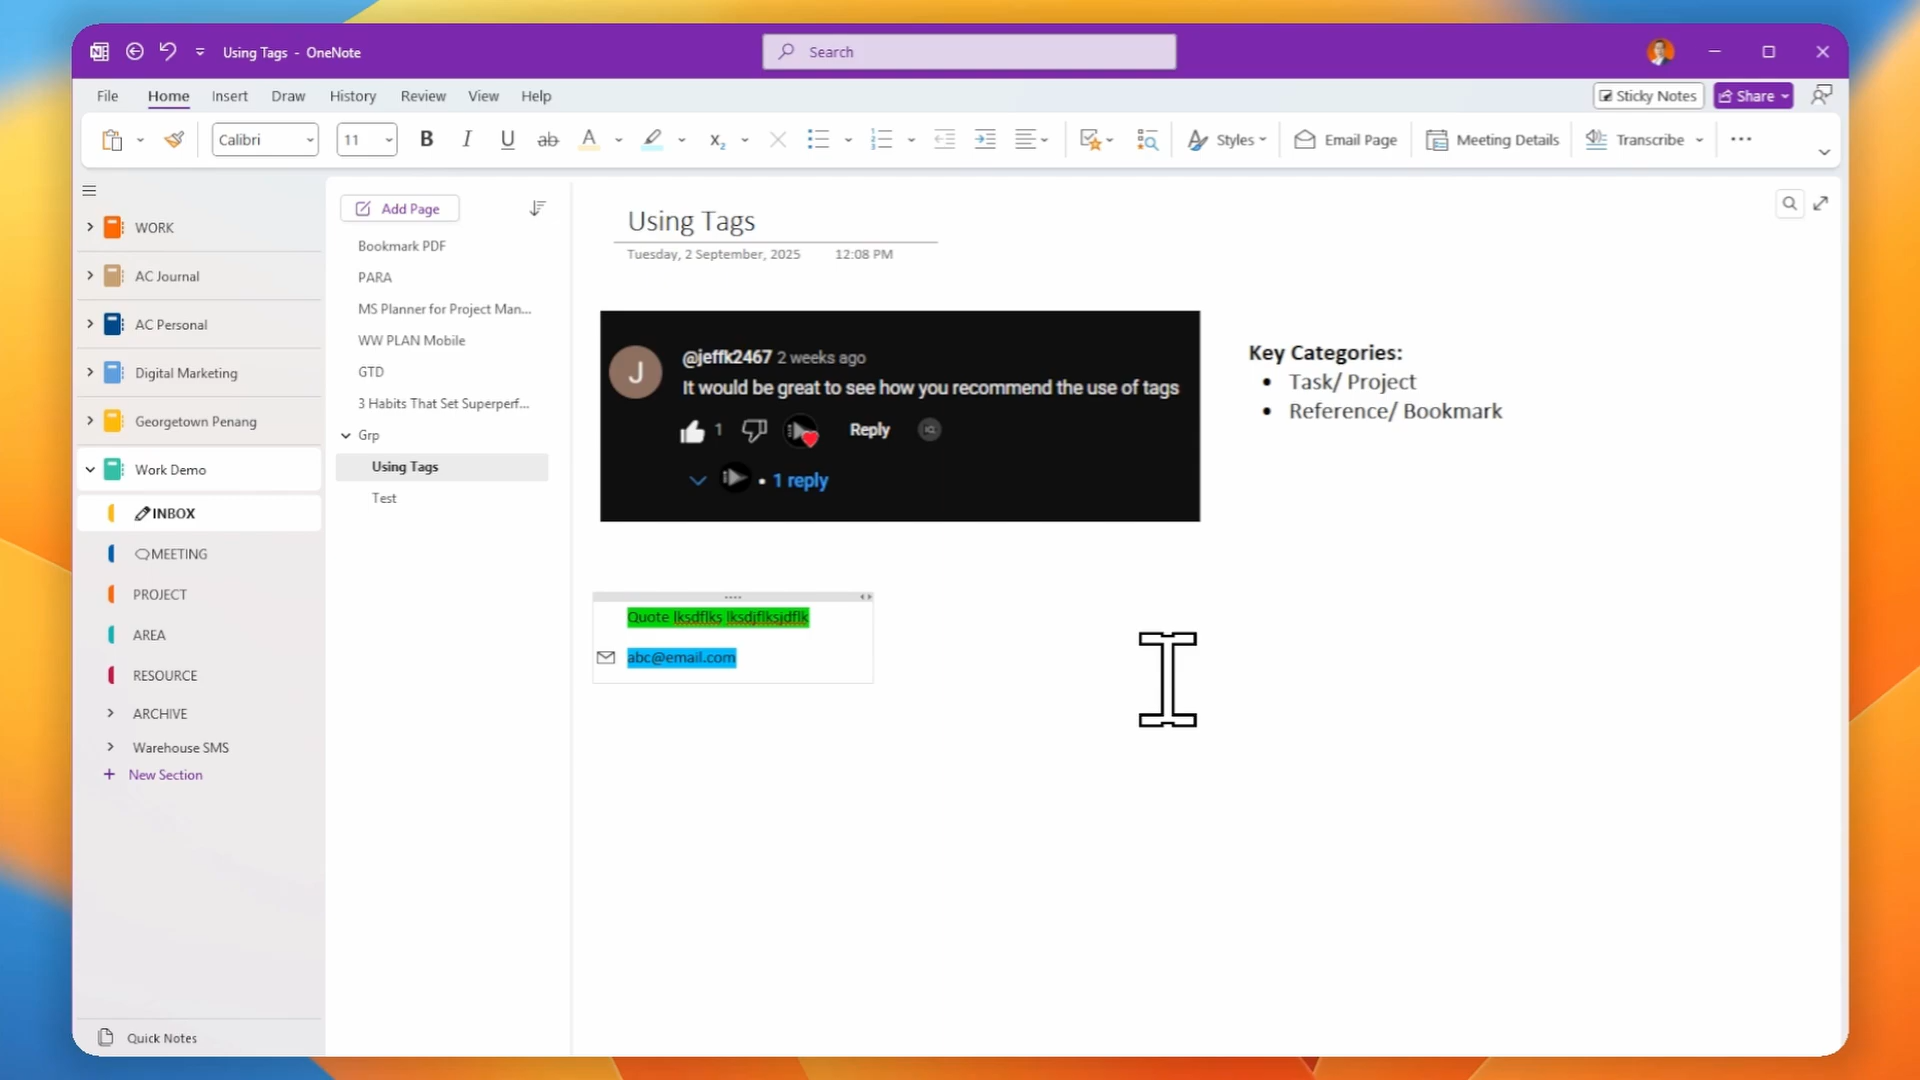 Using Tags - OneNote
Search
File Home Insert Draw History Review View Help
Sticky Notes Share
Calibri 11 B I U ab A x2 Styles Email Page Meeting Details Transcribe
WORK
AC Journal
AC Personal
Digital Marketing
Georgetown Penang
Work Demo
INBOX
MEETING
PROJECT
AREA
RESOURCE
ARCHIVE
Warehouse SMS
New Section
Quick Notes
Add Page
Bookmark PDF
PARA
MS Planner for Project Man...
WW PLAN Mobile
GTD
3 Habits That Set Superperf...
Grp
Using Tags
Test
Using Tags
Tuesday, 2 September, 2025 12:08 PM
J
@jeffk2467 2 weeks ago
It would be great to see how you recommend the use of tags
1 Reply
• 1 reply
Key Categories:
• Task/ Project
• Reference/ Bookmark
Quote lksdflks lksdjflksjdflk
abc@email.com